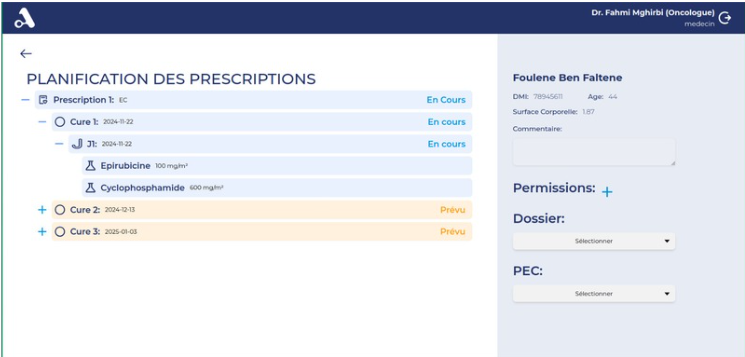 Dr. Fahmi Mghirbi (Oncologue)
medecin
PLANIFICATION DES PRESCRIPTIONS
Prescription 1: EC En Cours
Cure 1: 2024-11-22 En cours
J1: 2024-11-22 En cours
Epirubicine 100 mg/m²
Cyclophosphamide 600 mg/m²
Cure 2: 2024-12-13 Prévu
Cure 3: 2025-01-03 Prévu
Foulene Ben Faltene
DMI: 78945611 Age: 44
Surface Corporelle: 1.87
Commentaire:
Permissions:
Dossier:
Sélectionner
PEC:
Sélectionner